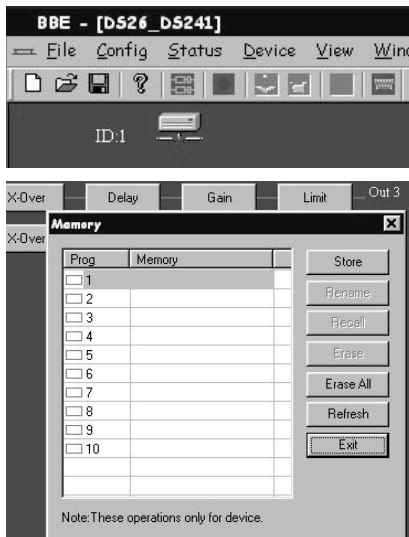 BBE - [DS26_DS241]
File Config Status Device View Wind
ID:1
X-Over Delay Gain Limit Out 3
X-Over
Memory
Prog Memory
1
2
3
4
5
6
7
8
9
10
Store
Rename
Recall
Erase
Erase All
Refresh
Exit
Note:These operations only for device.